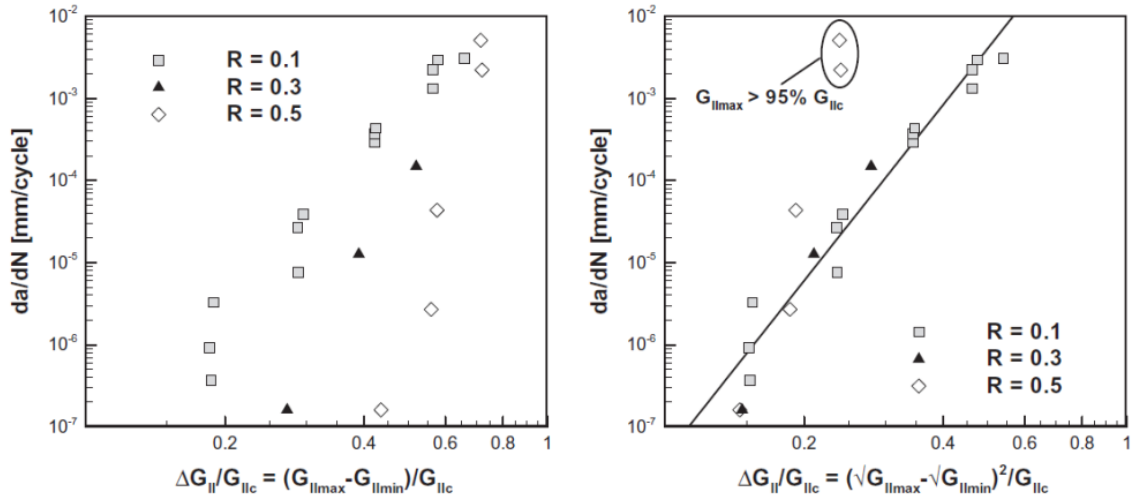 10⁻²
10⁻³
10⁻⁴
10⁻⁵
10⁻⁶
10⁻⁷
da/dN [mm/cycle]
R = 0.1
R = 0.3
R = 0.5
0.2 0.4 0.6 0.8 1
ΔG_II/G_IIc = (G_IImax-G_IImin)/G_IIc
10⁻²
10⁻³
10⁻⁴
10⁻⁵
10⁻⁶
10⁻⁷
da/dN [mm/cycle]
G_IImax > 95% G_IIc
R = 0.1
R = 0.3
R = 0.5
0.2 0.4 0.6 0.8 1
ΔG_II/G_IIc = (√G_IImax-√G_IImin)²/G_IIc